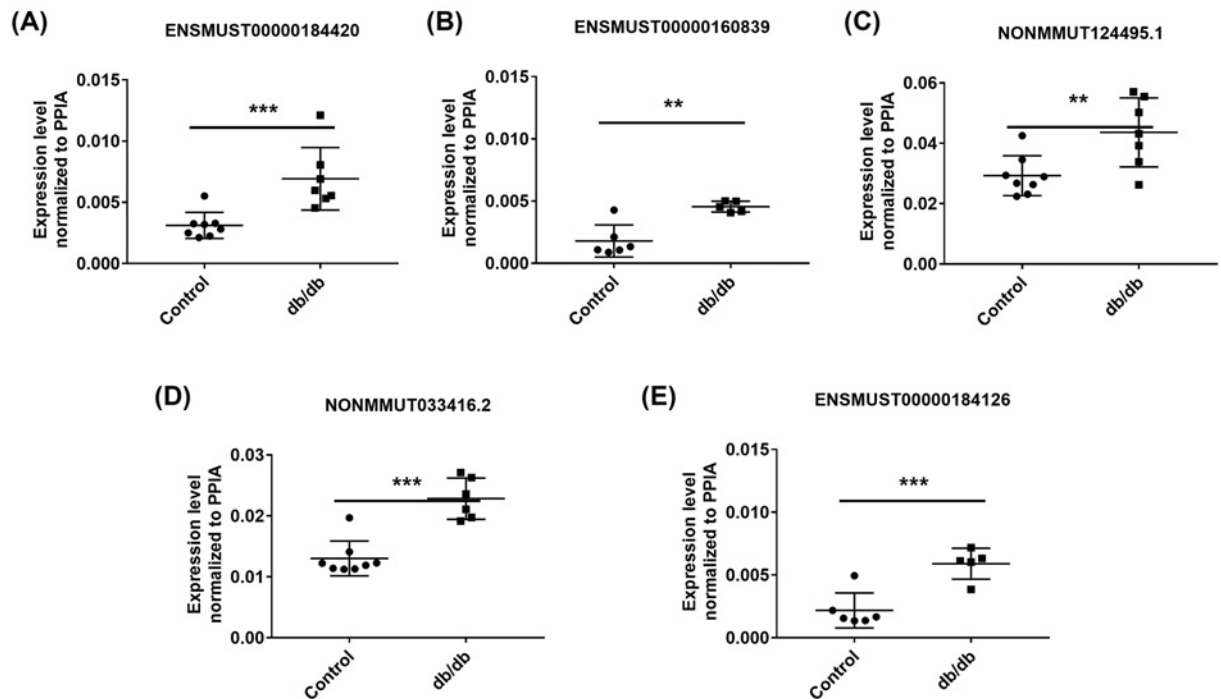 (A)
ENSMUST00000184420
Expression level
normalized to PPIA
0.015
0.010
0.005
0.000
***
Control
db/db
(B)
ENSMUST00000160839
Expression level
normalized to PPIA
0.015
0.010
0.005
0.000
**
Control
db/db
(C)
NONMMUT124495.1
Expression level
normalized to PPIA
0.06
0.04
0.02
0.00
**
Control
db/db
(D)
NONMMUT033416.2
Expression level
normalized to PPIA
0.03
0.02
0.01
0.00
***
Control
db/db
(E)
ENSMUST00000184126
Expression level
normalized to PPIA
0.015
0.010
0.005
0.000
***
Control
db/db